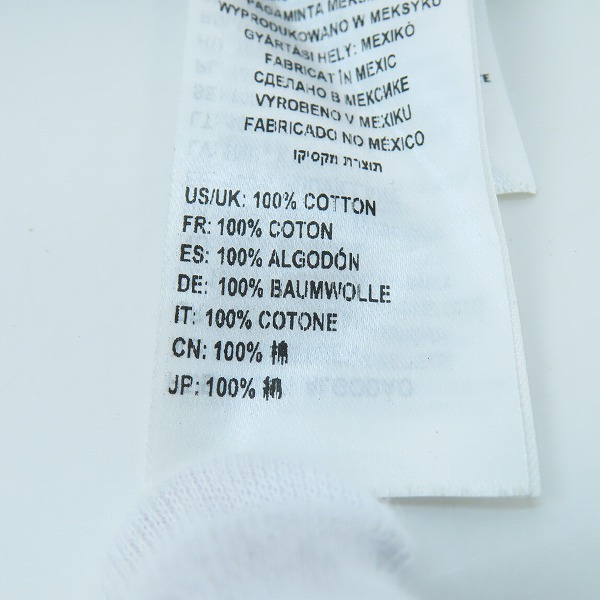 PAGAMINTA
WYPRODUKOWANO W MEKSYKU
GYÁRTÁSI HELY: MEXIKÓ
FABRICAT ÎN MEXIC
СДЕЛАНО В МЕКСИКЕ
VYROBENO V MEXIKU
FABRICADO NO MÉXICO
תוצרת מקסיקו
US/UK: 100% COTTON
FR: 100% COTON
ES: 100% ALGODÓN
DE: 100% BAUMWOLLE
IT: 100% COTONE
CN: 100% 棉
JP: 100% 綿